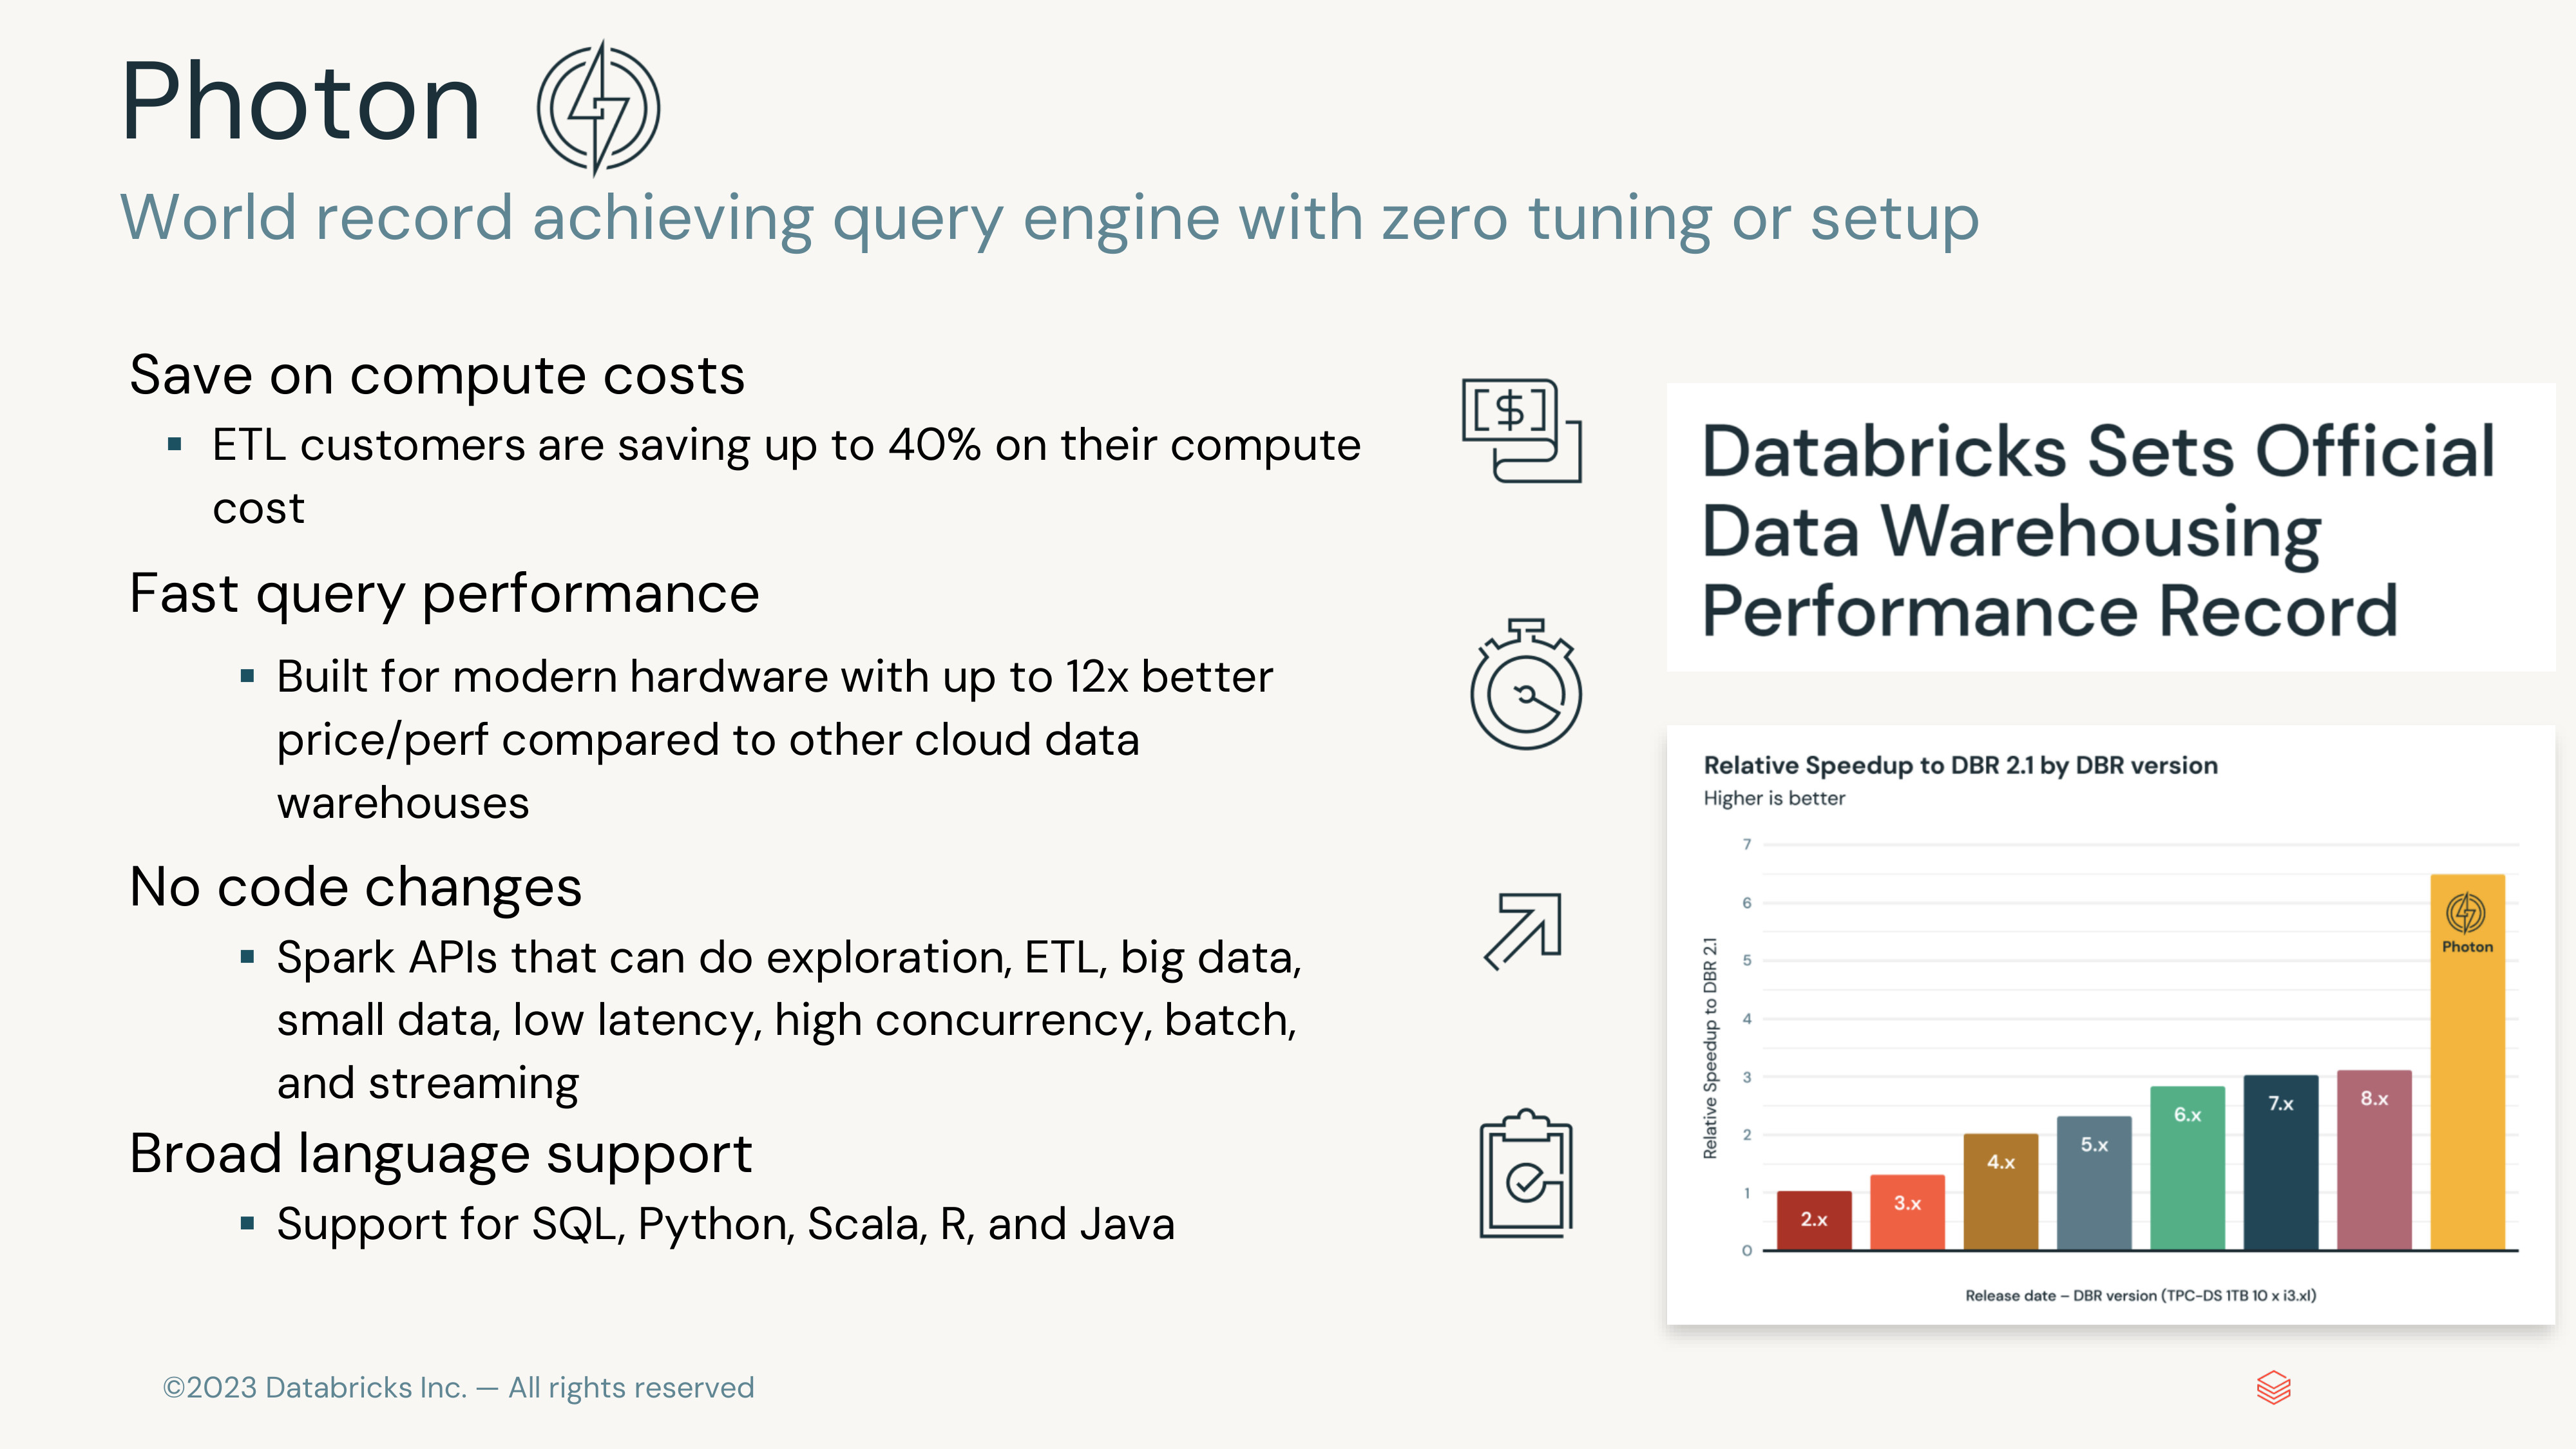 Photon
World record achieving query engine with zero tuning or setup
Save on compute costs
▪ ETL customers are saving up to 40% on their compute
cost
Fast query performance
▪ Built for modern hardware with up to 12x better
price/perf compared to other cloud data
warehouses
No code changes
▪ Spark APIs that can do exploration, ETL, big data,
small data, low latency, high concurrency, batch,
and streaming
Broad language support
▪ Support for SQL, Python, Scala, R, and Java
[$]
Databricks Sets Official
Data Warehousing
Performance Record
Relative Speedup to DBR 2.1 by DBR version
Higher is better
Relative Speedup to DBR 2.1
7
6
5
4
3
2
1
0
2.x
3.x
4.x
5.x
6.x
7.x
8.x
Photon
Release date – DBR version (TPC-DS 1TB 10 x i3.xl)
©2023 Databricks Inc. — All rights reserved